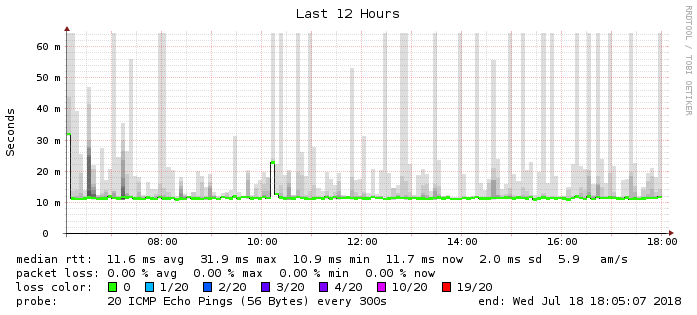 Last 12 Hours
RRDTOOL / TOBI OETIKER
Seconds
60 m
50 m
40 m
30 m
20 m
10 m
0
08:00 10:00 12:00 14:00 16:00 18:00
median rtt: 11.6 ms avg 31.9 ms max 10.9 ms min 11.7 ms now 2.0 ms sd 5.9 am/s
packet loss: 0.00 % avg 0.00 % max 0.00 % min 0.00 % now
loss color: 0 1/20 2/20 3/20 4/20 10/20 19/20
probe: 20 ICMP Echo Pings (56 Bytes) every 300s end: Wed Jul 18 18:05:07 2018